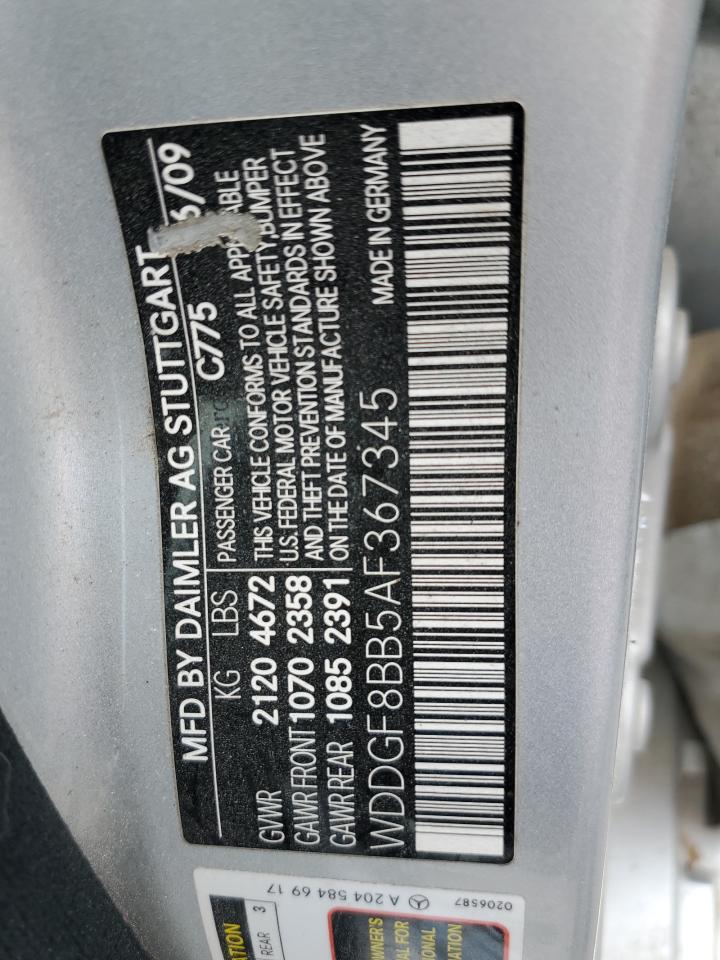 MFD BY DAIMLER AG STUTTGART 6/09
KG LBS PASSENGER CAR C775
GVWR 2120 4672 THIS VEHICLE CONFORMS TO ALL
GAWR FRONT 1070 2358 U.S. FEDERAL MOTOR VEHICLE SAFETY, BUMPER
GAWR REAR 1085 2391 AND THEFT PREVENTION STANDARDS IN EFFECT
ON THE DATE OF MANUFACTURE SHOWN ABOVE
MADE IN GERMANY
WDDGF8BB5AF367345
REAR 3
A 204 584 69 17
0206587